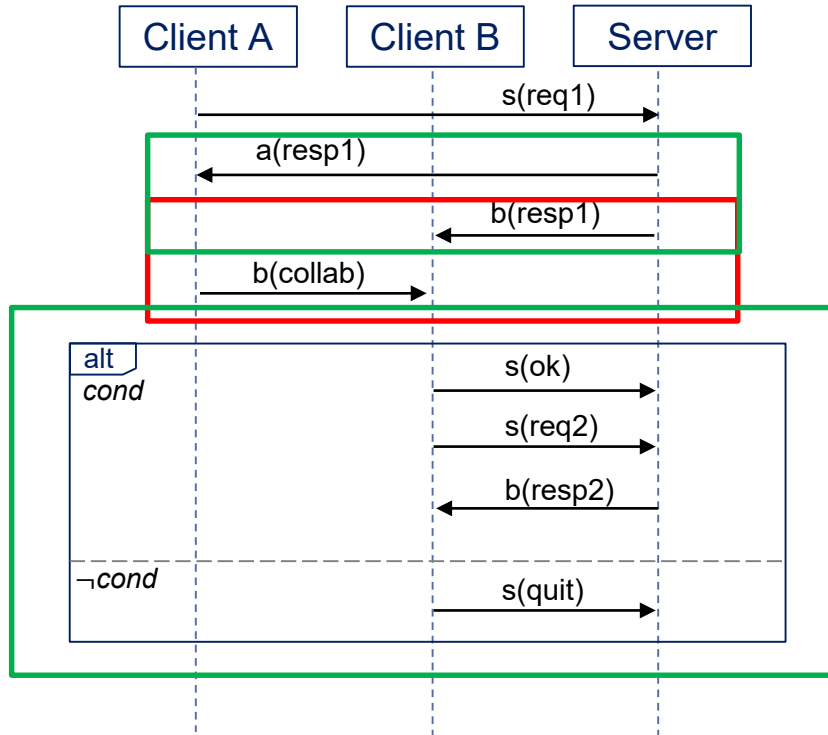 Client A Client B Server
s(req1)
a(resp1)
b(resp1)
b(collab)
alt
cond
s(ok)
s(req2)
b(resp2)
¬cond
s(quit)